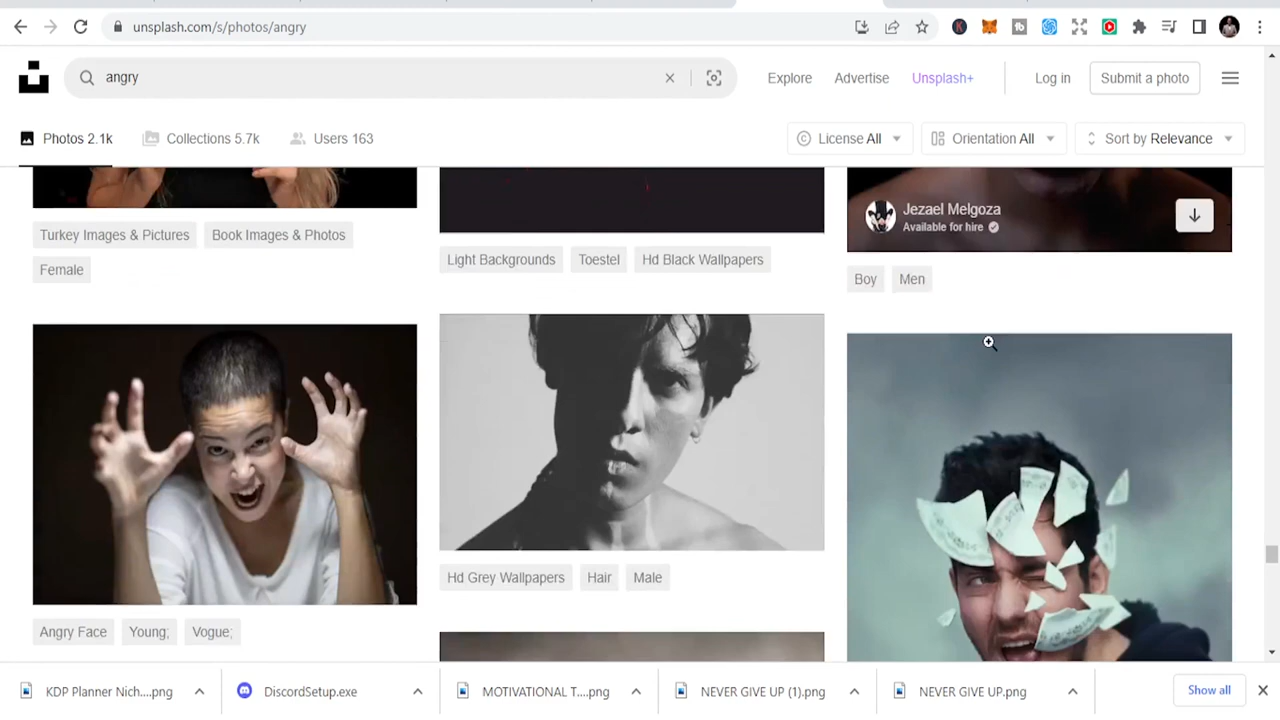 unsplash.com/s/photos/angry
angry
Explore
Advertise
Unsplash+
Log in
Submit a photo
Photos 2.1k
Collections 5.7k
Users 163
License All
Orientation All
Sort by Relevance
Jezael Melgoza
Available for hire
Turkey Images & Pictures
Book Images & Photos
Female
Light Backgrounds
Toestel
Hd Black Wallpapers
Boy
Men
Hd Grey Wallpapers
Hair
Male
Angry Face
Young;
Vogue;
KDP Planner Nich....png
DiscordSetup.exe
MOTIVATIONAL T....png
NEVER GIVE UP (1).png
NEVER GIVE UP.png
Show all